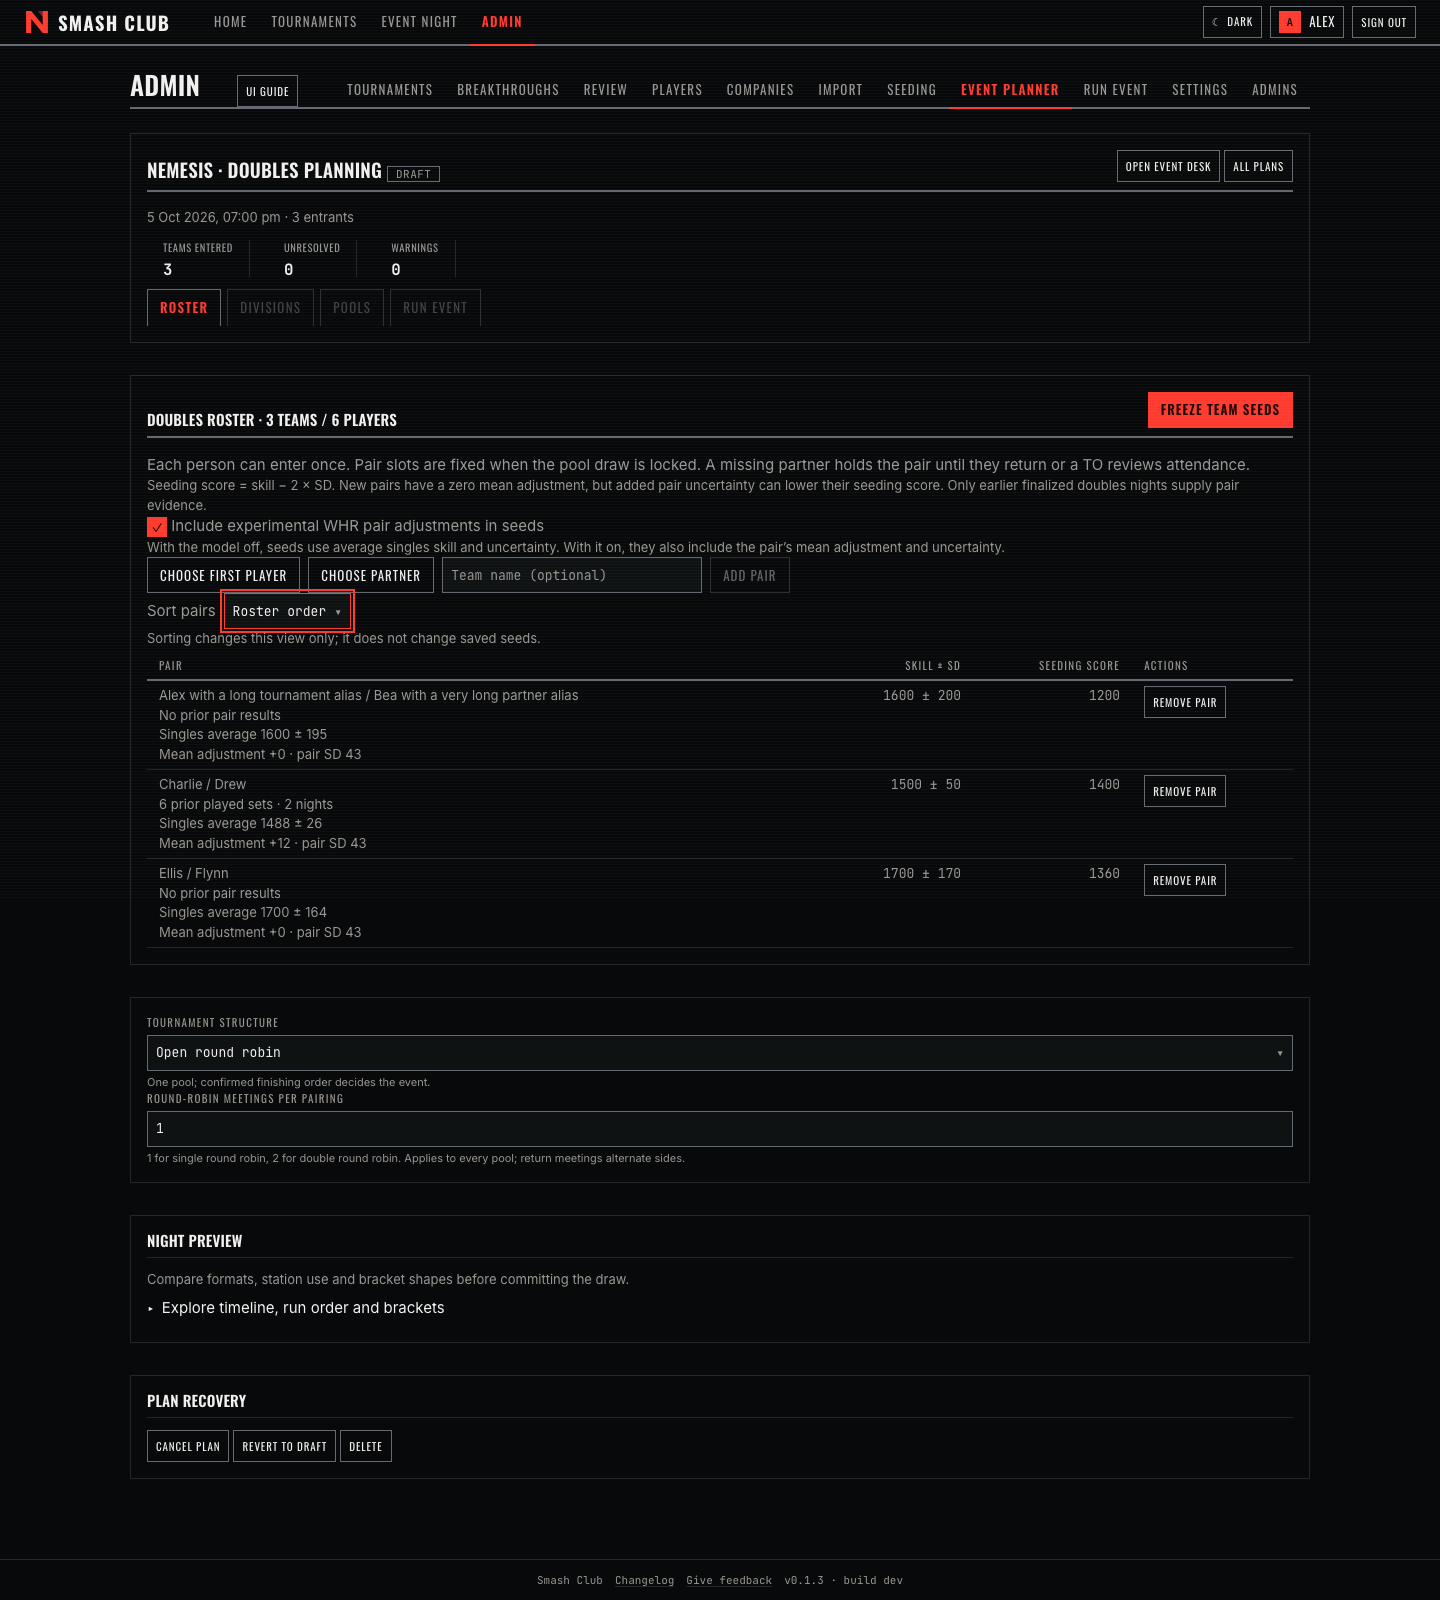 SMASH CLUB HOME TOURNAMENTS EVENT NIGHT ADMIN ☾ DARK A ALEX SIGN OUT
ADMIN UI GUIDE TOURNAMENTS BREAKTHROUGHS REVIEW PLAYERS COMPANIES IMPORT SEEDING EVENT PLANNER RUN EVENT SETTINGS ADMINS
NEMESIS · DOUBLES PLANNING DRAFT OPEN EVENT DESK ALL PLANS
5 Oct 2026, 07:00 pm · 3 entrants
TEAMS ENTERED UNRESOLVED WARNINGS
3 0 0
ROSTER DIVISIONS POOLS RUN EVENT
DOUBLES ROSTER · 3 TEAMS / 6 PLAYERS FREEZE TEAM SEEDS
Each person can enter once. Pair slots are fixed when the pool draw is locked. A missing partner holds the pair until they return or a TO reviews attendance.
Seeding score = skill − 2 × SD. New pairs have a zero mean adjustment, but added pair uncertainty can lower their seeding score. Only earlier finalized doubles nights supply pair
evidence.
✓ Include experimental WHR pair adjustments in seeds
With the model off, seeds use average singles skill and uncertainty. With it on, they also include the pair’s mean adjustment and uncertainty.
CHOOSE FIRST PLAYER CHOOSE PARTNER Team name (optional) ADD PAIR
Sort pairs Roster order ▾
Sorting changes this view only; it does not change saved seeds.
PAIR SKILL ± SD SEEDING SCORE ACTIONS
Alex with a long tournament alias / Bea with a very long partner alias 1600 ± 200 1200 REMOVE PAIR
No prior pair results
Singles average 1600 ± 195
Mean adjustment +0 · pair SD 43
Charlie / Drew 1500 ± 50 1400 REMOVE PAIR
6 prior played sets · 2 nights
Singles average 1488 ± 26
Mean adjustment +12 · pair SD 43
Ellis / Flynn 1700 ± 170 1360 REMOVE PAIR
No prior pair results
Singles average 1700 ± 164
Mean adjustment +0 · pair SD 43
TOURNAMENT STRUCTURE
Open round robin ▾
One pool; confirmed finishing order decides the event.
ROUND-ROBIN MEETINGS PER PAIRING
1
1 for single round robin, 2 for double round robin. Applies to every pool; return meetings alternate sides.
NIGHT PREVIEW
Compare formats, station use and bracket shapes before committing the draw.
▸ Explore timeline, run order and brackets
PLAN RECOVERY
CANCEL PLAN REVERT TO DRAFT DELETE
Smash Club Changelog Give feedback v0.1.3 · build dev